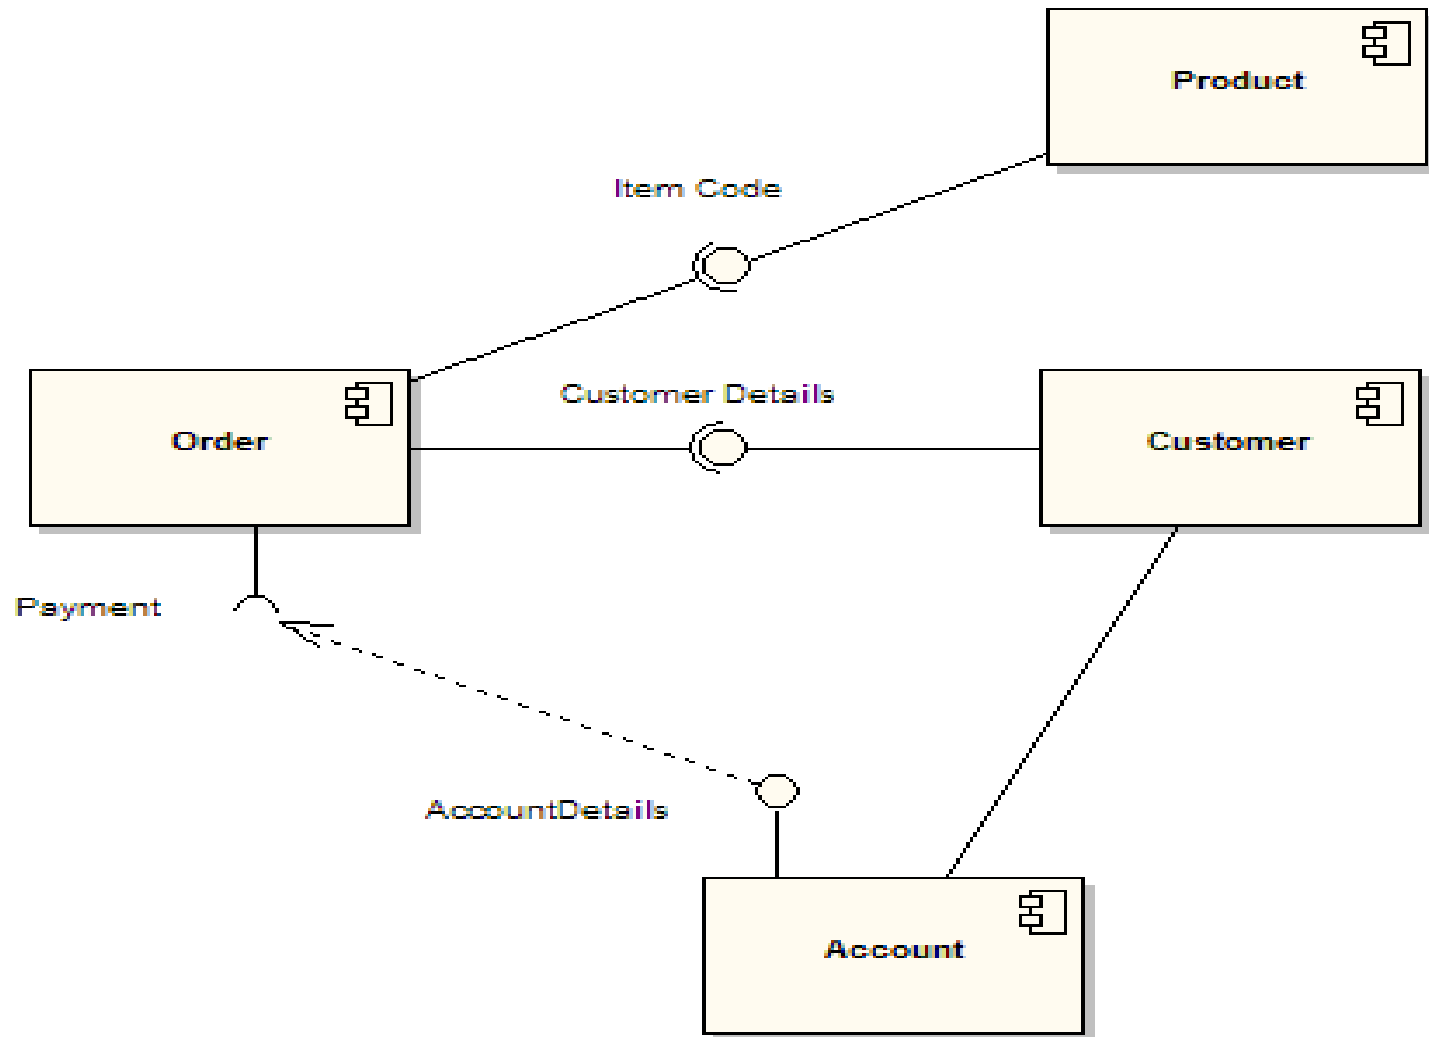 Product
Item Code
Customer Details
Order
Customer
Payment
AccountDetails
Account